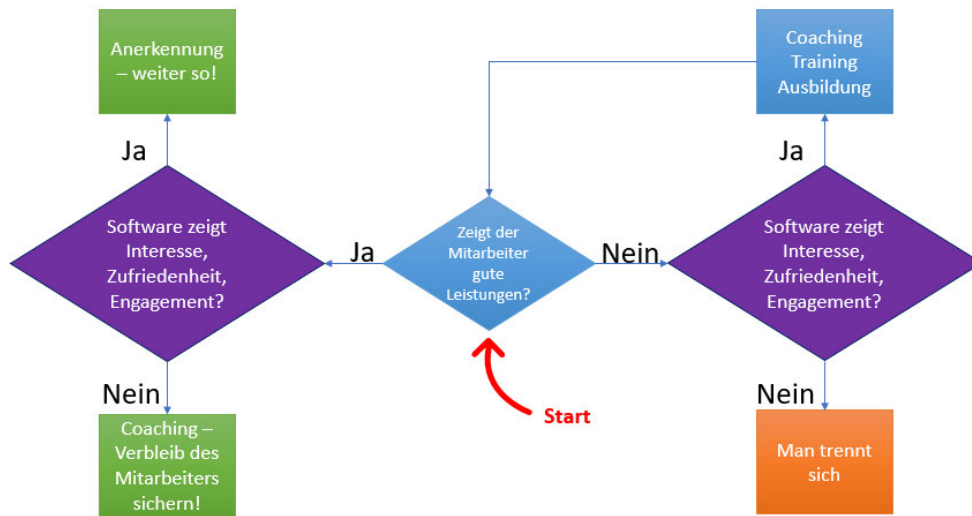 Anerkennung
– weiter so!
Coaching
Training
Ausbildung
Ja
Ja
Software zeigt
Interesse,
Zufriedenheit,
Engagement?
Ja
Zeigt der
Mitarbeiter
gute
Leistungen?
Nein
Software zeigt
Interesse,
Zufriedenheit,
Engagement?
Nein
Start
Nein
Coaching –
Verbleib des
Mitarbeiters
sichern!
Man trennt
sich